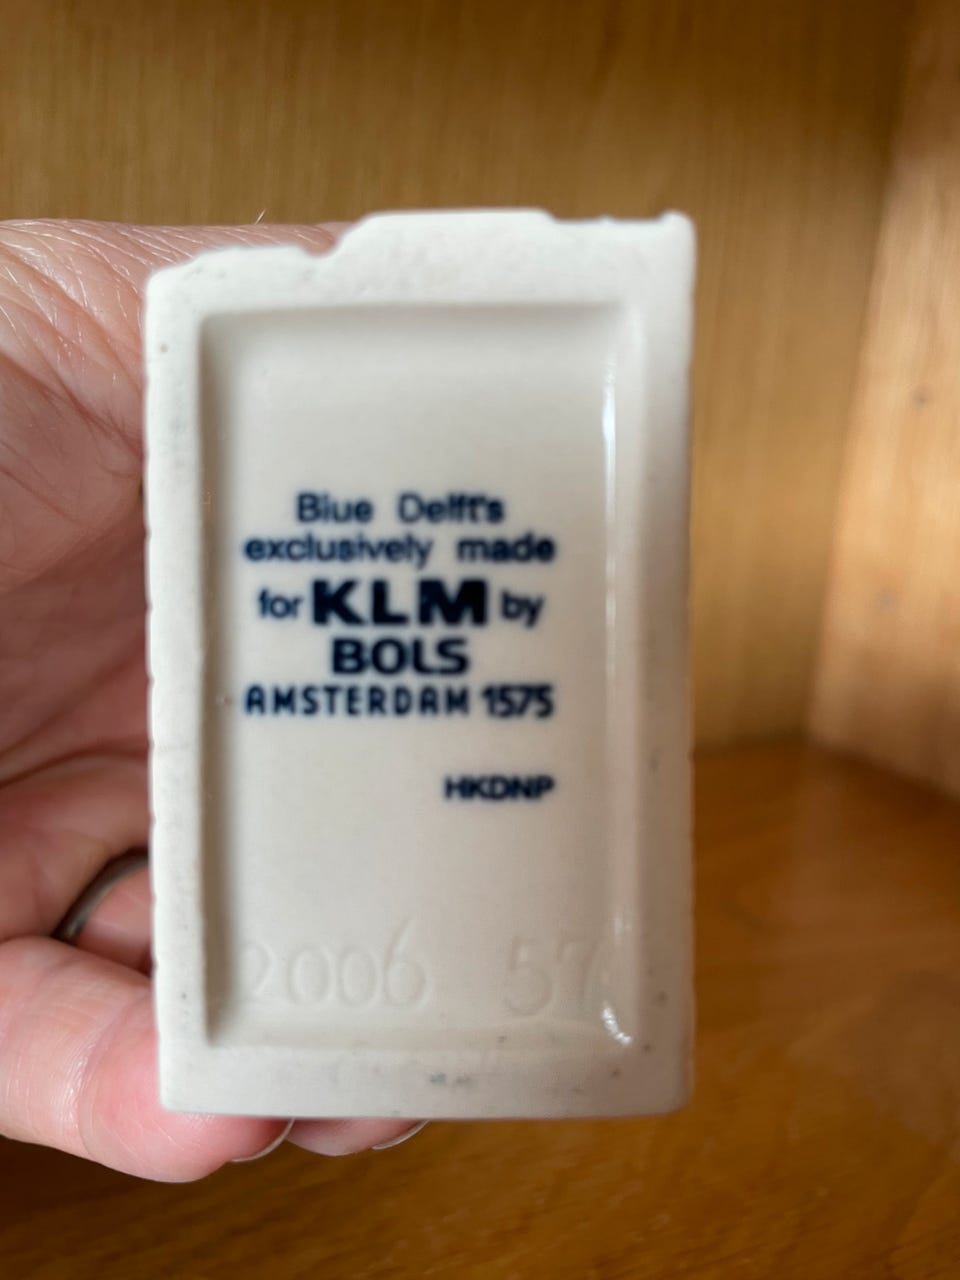 Blue Delft's
exclusively made
for KLM by
BOLS
AMSTERDAM 1575
HKDNP
2006 57